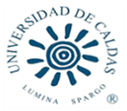 UNIVERSIDAD DE CALDAS
LUMINA SPARGO
®